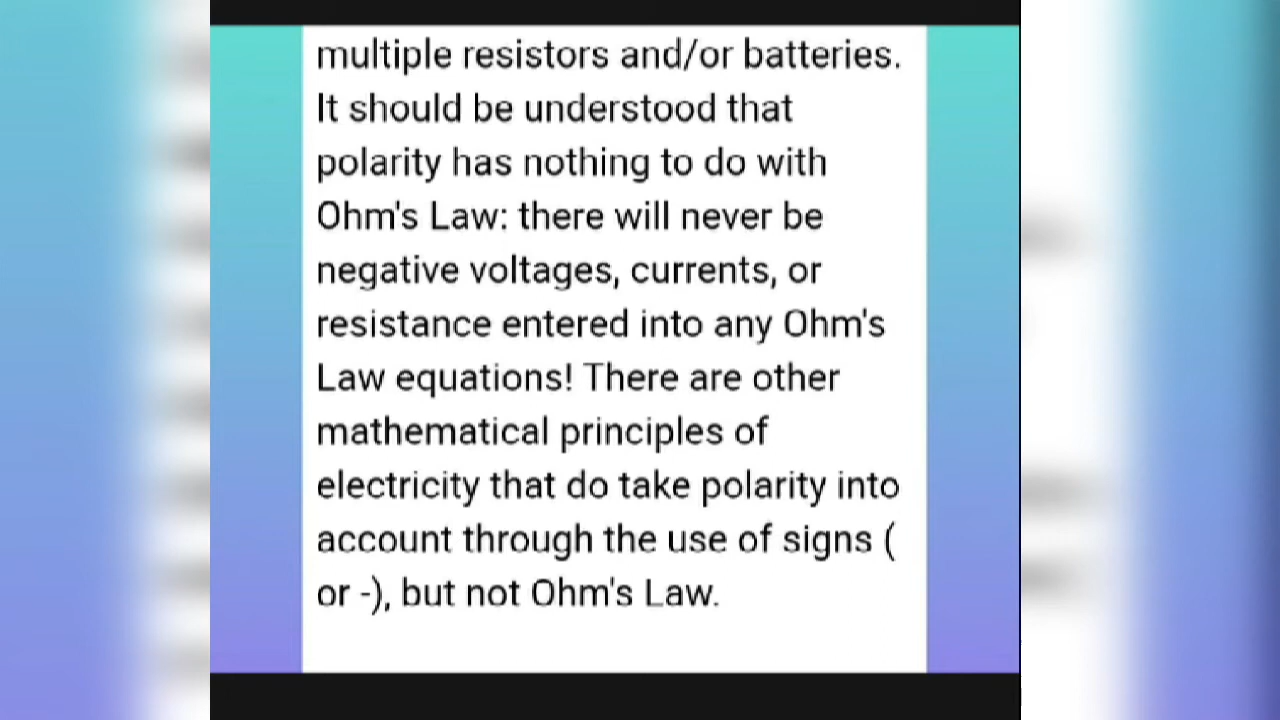 multiple resistors and/or batteries.
It should be understood that
polarity has nothing to do with
Ohm's Law: there will never be
negative voltages, currents, or
resistance entered into any Ohm's
Law equations! There are other
mathematical principles of
electricity that do take polarity into
account through the use of signs (
or -), but not Ohm's Law.